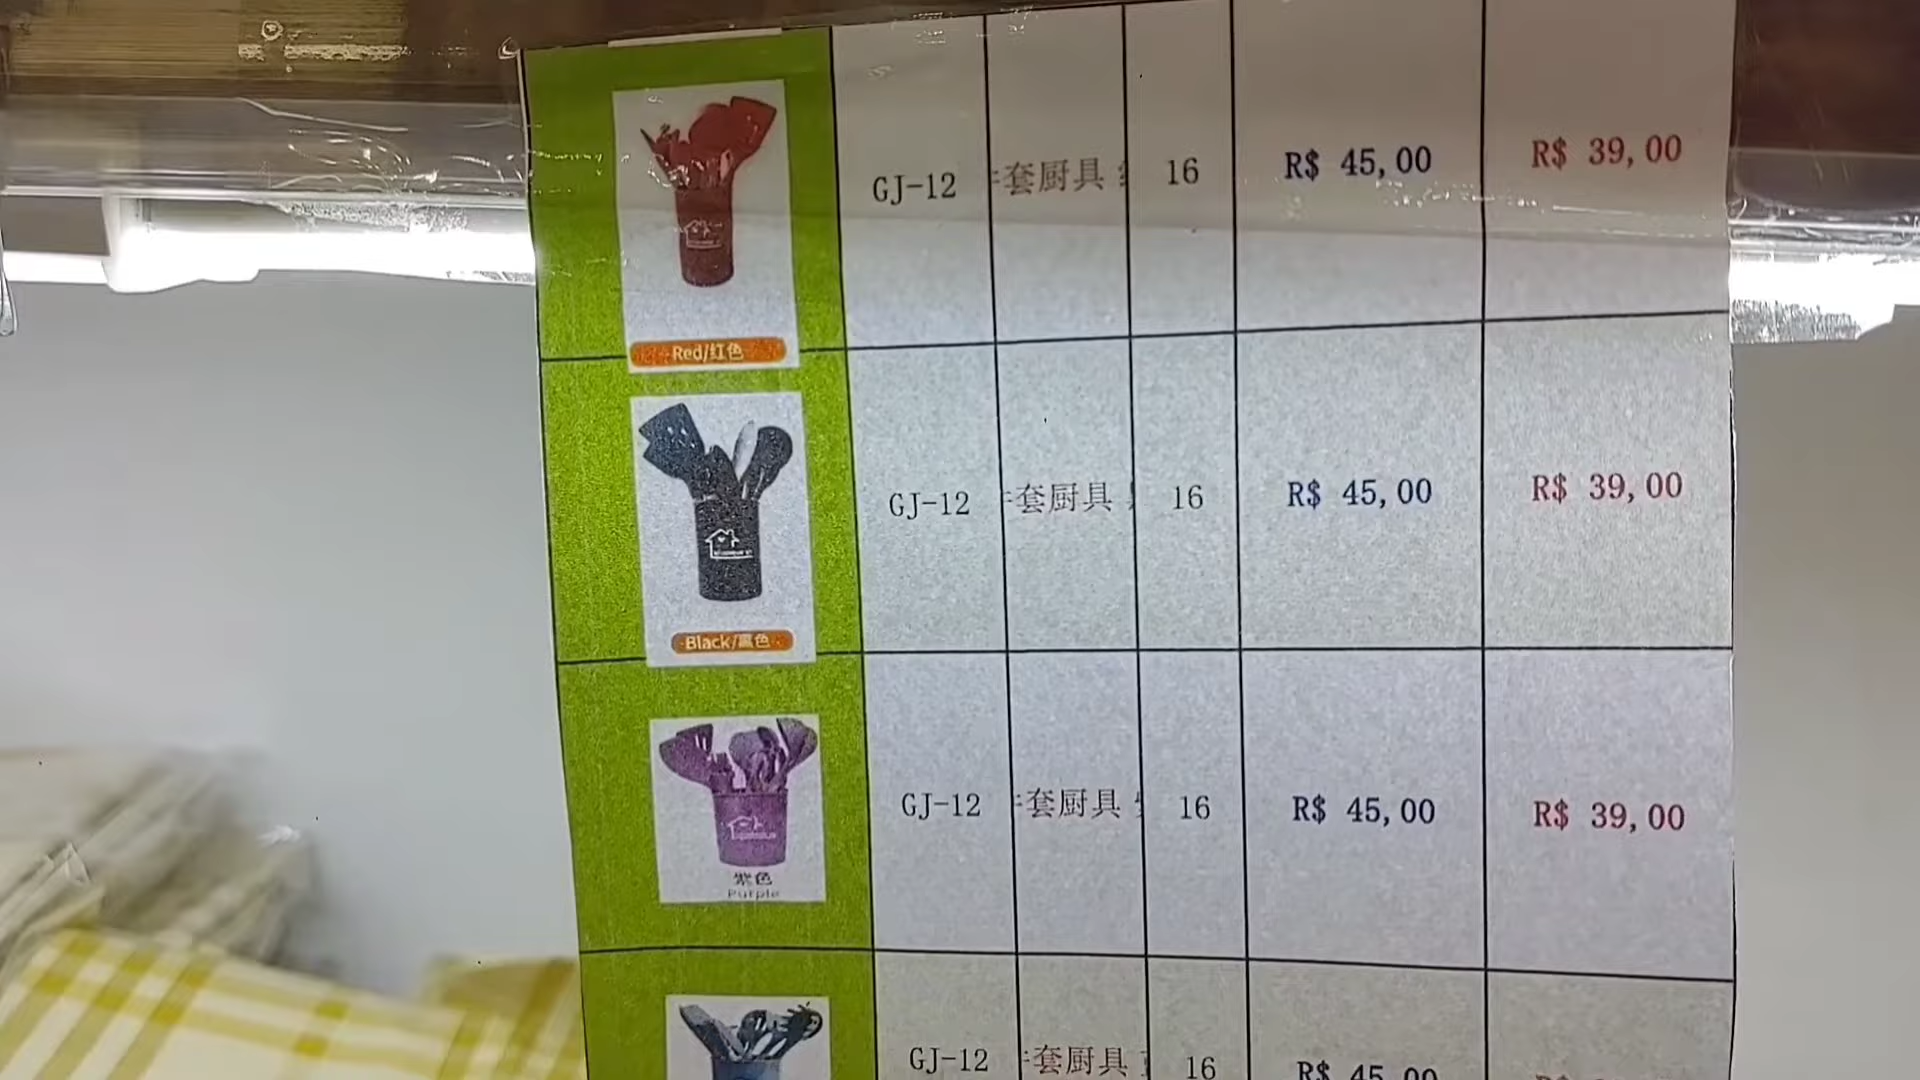 GJ-12 套厨具 16 R$ 45,00 R$ 39,00
Red/红色
GJ-12 套厨具 16 R$ 45,00 R$ 39,00
Black/黑色
GJ-12 套厨具 16 R$ 45,00 R$ 39,00
紫色
Purple
GJ-12 套厨具 16 R$ 45,00